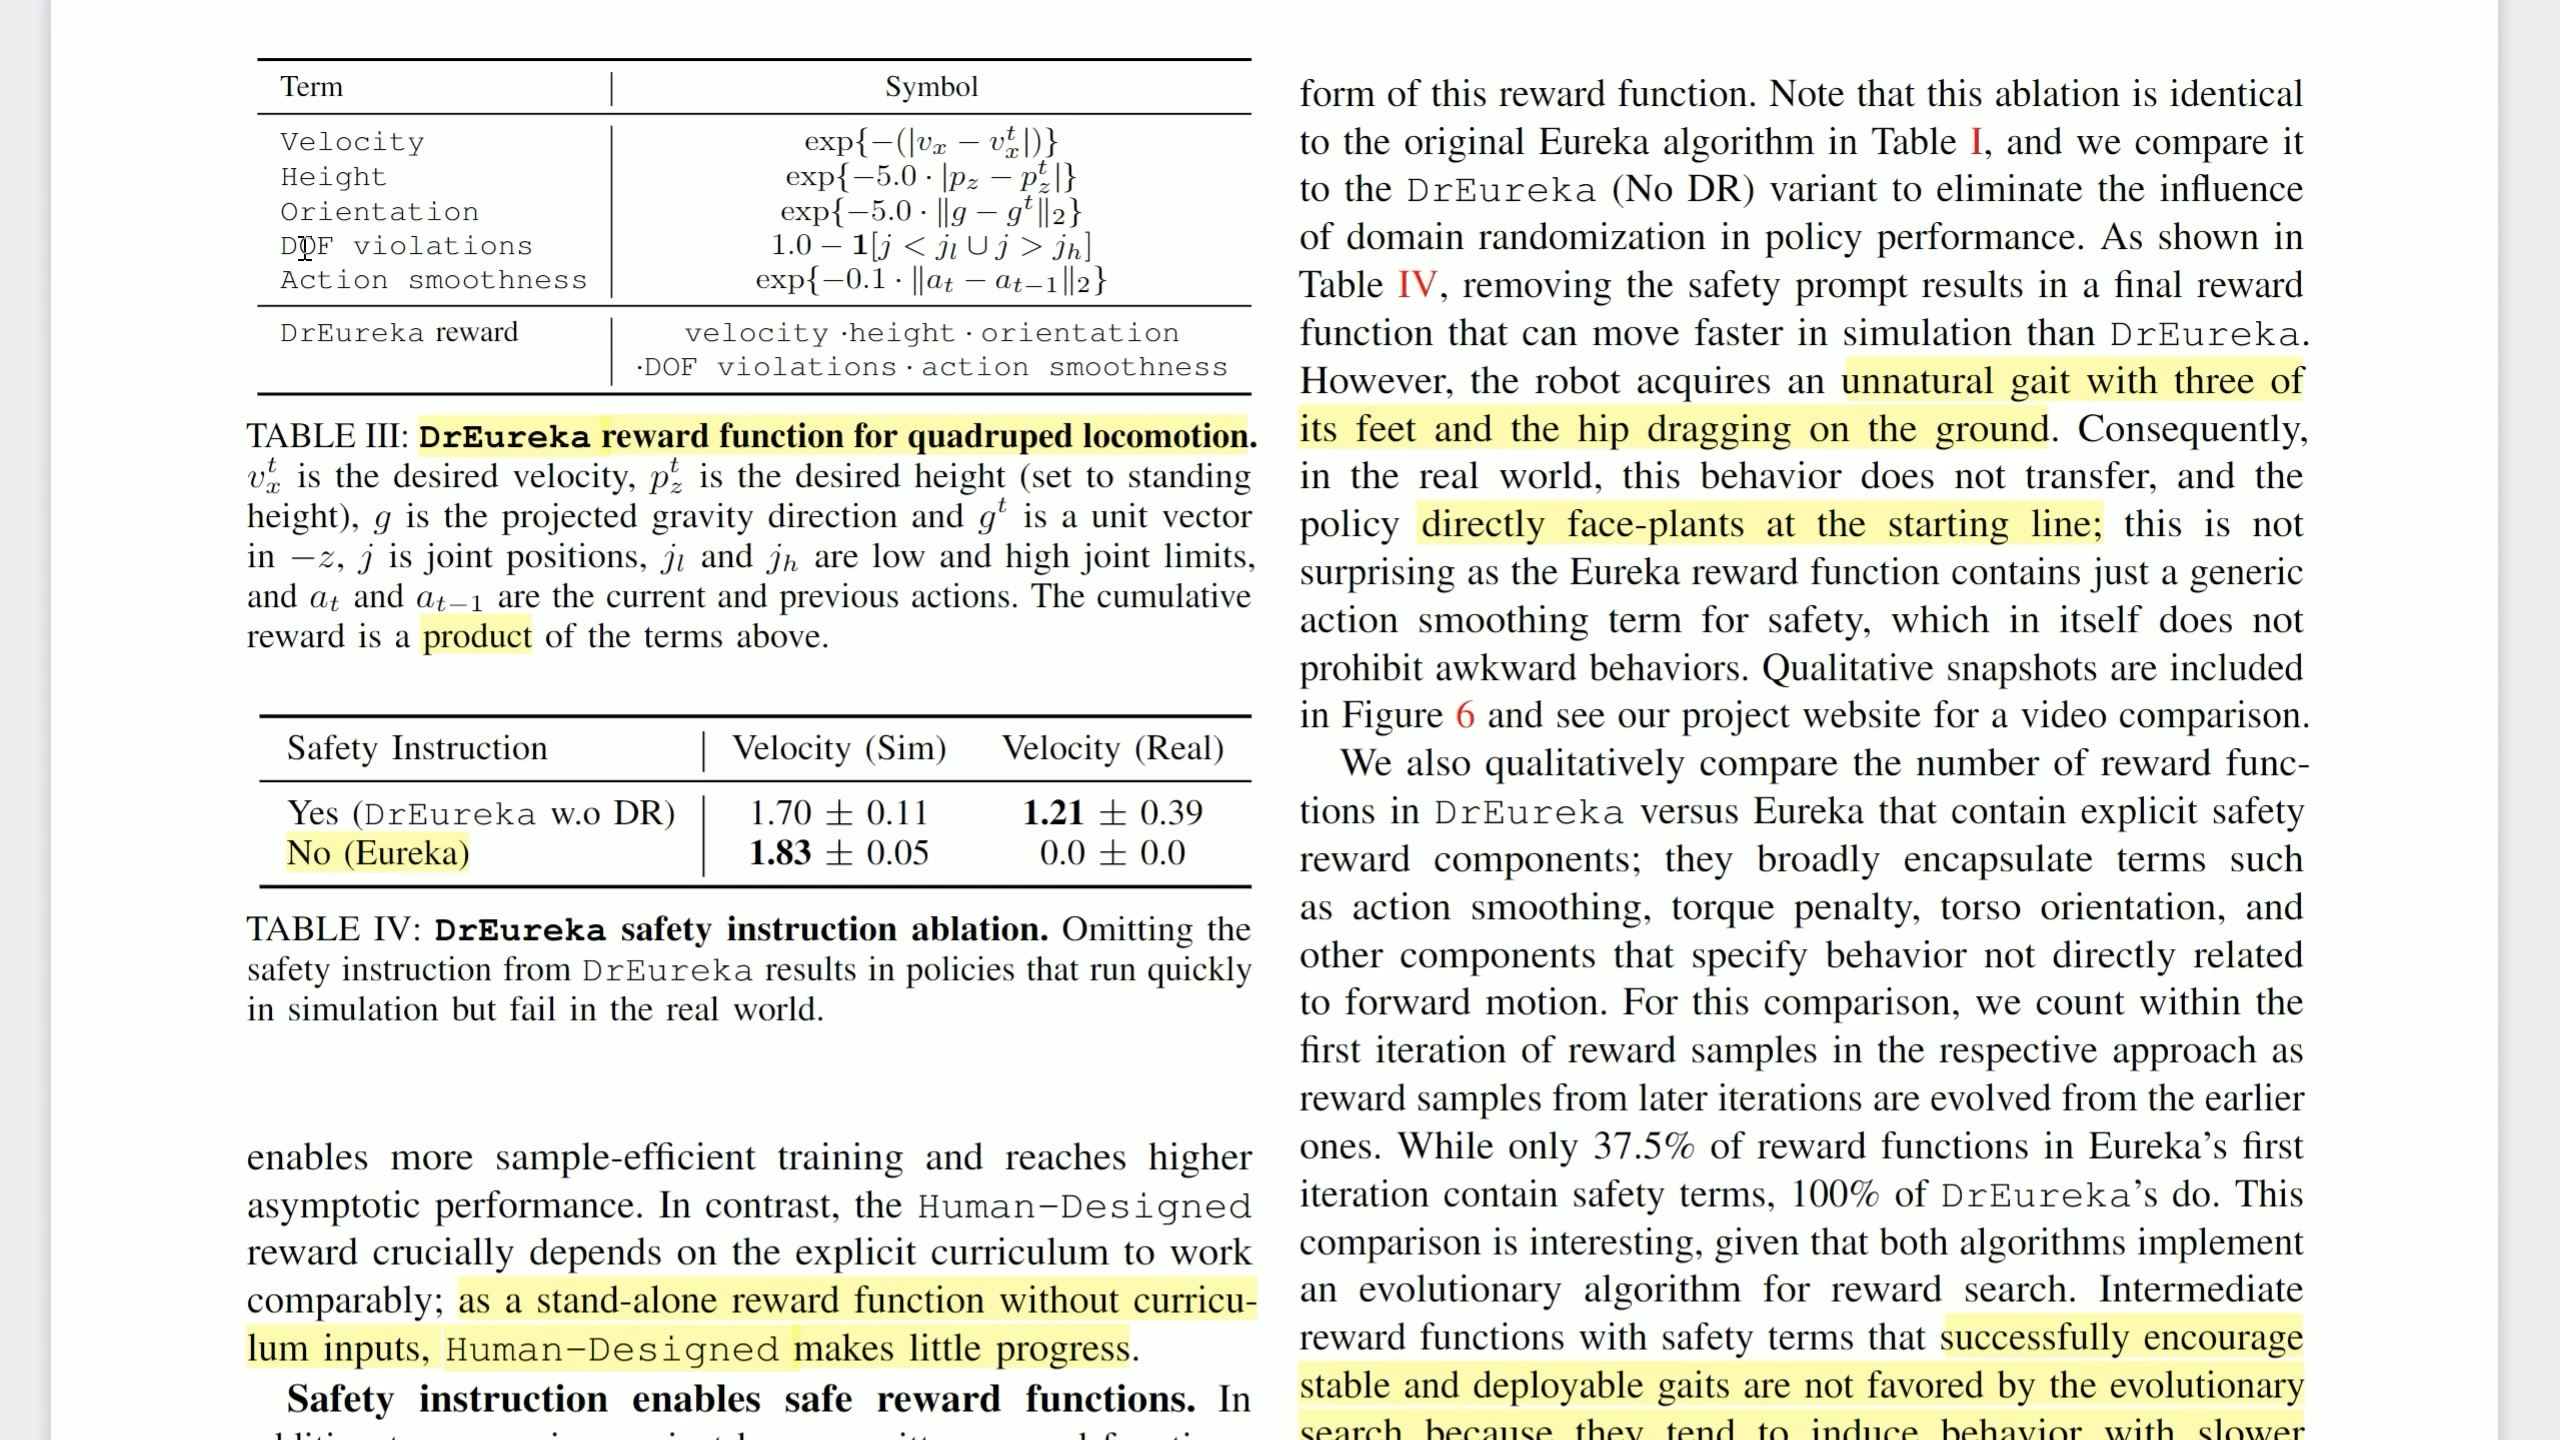 Term | Symbol
Velocity | exp{−(|vₓ − vₓᵗ|)}
Height | exp{−5.0 · |p_z − p_zᵗ|}
Orientation | exp{−5.0 · ‖g − gᵗ‖₂}
DOF violations | 1.0 − 1[j < j_l ∪ j > j_h]
Action smoothness | exp{−0.1 · ‖a_t − a_{t−1}‖₂}
DrEureka reward | velocity · height · orientation
·DOF violations · action smoothness
TABLE III: DrEureka reward function for quadruped locomotion.
vₓᵗ is the desired velocity, p_zᵗ is the desired height (set to standing
height), g is the projected gravity direction and gᵗ is a unit vector
in −z, j is joint positions, j_l and j_h are low and high joint limits,
and a_t and a_{t−1} are the current and previous actions. The cumulative
reward is a product of the terms above.
Safety Instruction | Velocity (Sim) Velocity (Real)
Yes (DrEureka w.o DR) | 1.70 ± 0.11 1.21 ± 0.39
No (Eureka) | 1.83 ± 0.05 0.0 ± 0.0
TABLE IV: DrEureka safety instruction ablation. Omitting the
safety instruction from DrEureka results in policies that run quickly
in simulation but fail in the real world.
enables more sample-efficient training and reaches higher
asymptotic performance. In contrast, the Human-Designed
reward crucially depends on the explicit curriculum to work
comparably; as a stand-alone reward function without curricu-
lum inputs, Human-Designed makes little progress.
Safety instruction enables safe reward functions. In
form of this reward function. Note that this ablation is identical
to the original Eureka algorithm in Table I, and we compare it
to the DrEureka (No DR) variant to eliminate the influence
of domain randomization in policy performance. As shown in
Table IV, removing the safety prompt results in a final reward
function that can move faster in simulation than DrEureka.
However, the robot acquires an unnatural gait with three of
its feet and the hip dragging on the ground. Consequently,
in the real world, this behavior does not transfer, and the
policy directly face-plants at the starting line; this is not
surprising as the Eureka reward function contains just a generic
action smoothing term for safety, which in itself does not
prohibit awkward behaviors. Qualitative snapshots are included
in Figure 6 and see our project website for a video comparison.
We also qualitatively compare the number of reward func-
tions in DrEureka versus Eureka that contain explicit safety
reward components; they broadly encapsulate terms such
as action smoothing, torque penalty, torso orientation, and
other components that specify behavior not directly related
to forward motion. For this comparison, we count within the
first iteration of reward samples in the respective approach as
reward samples from later iterations are evolved from the earlier
ones. While only 37.5% of reward functions in Eureka's first
iteration contain safety terms, 100% of DrEureka's do. This
comparison is interesting, given that both algorithms implement
an evolutionary algorithm for reward search. Intermediate
reward functions with safety terms that successfully encourage
stable and deployable gaits are not favored by the evolutionary
search because they tend to induce behavior with slower